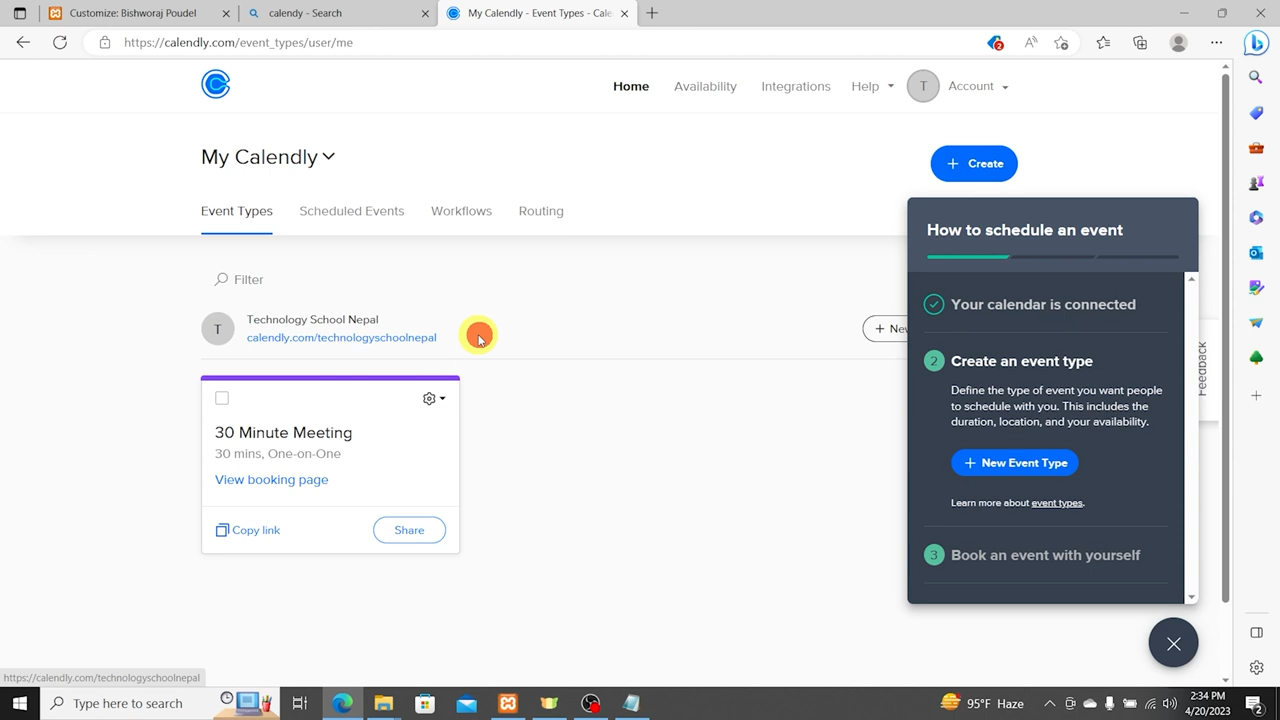 Customize: Bishworaj Poudel
calendy - Search
My Calendly - Event Types - Cale
https://calendly.com/event_types/user/me
2
Home
Availability
Integrations
Help
T
Account
My Calendly
+ Create
Event Types
Scheduled Events
Workflows
Routing
How to schedule an event
Filter
Your calendar is connected
T
Technology School Nepal
calendly.com/technologyschoolnepal
+ New
2
Create an event type
Define the type of event you want people
to schedule with you. This includes the
duration, location, and your availability.
+ New Event Type
Learn more about event types.
3
Book an event with yourself
Feedback
30 Minute Meeting
30 mins, One-on-One
View booking page
Copy link
Share
https://calendly.com/technologyschoolnepal
Type here to search
95°F Haze
2:34 PM
4/20/2023
2